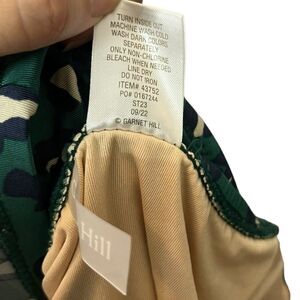 TURN INSIDE OUT
MACHINE WASH COLD
WASH DARK COLORS
SEPARATELY
ONLY NON-CHLORINE
BLEACH WHEN NEEDED
LINE DRY
DO NOT IRON
ITEM# 43752
PO# 0167244
ST23
09/22
© GARNET HILL
Hill